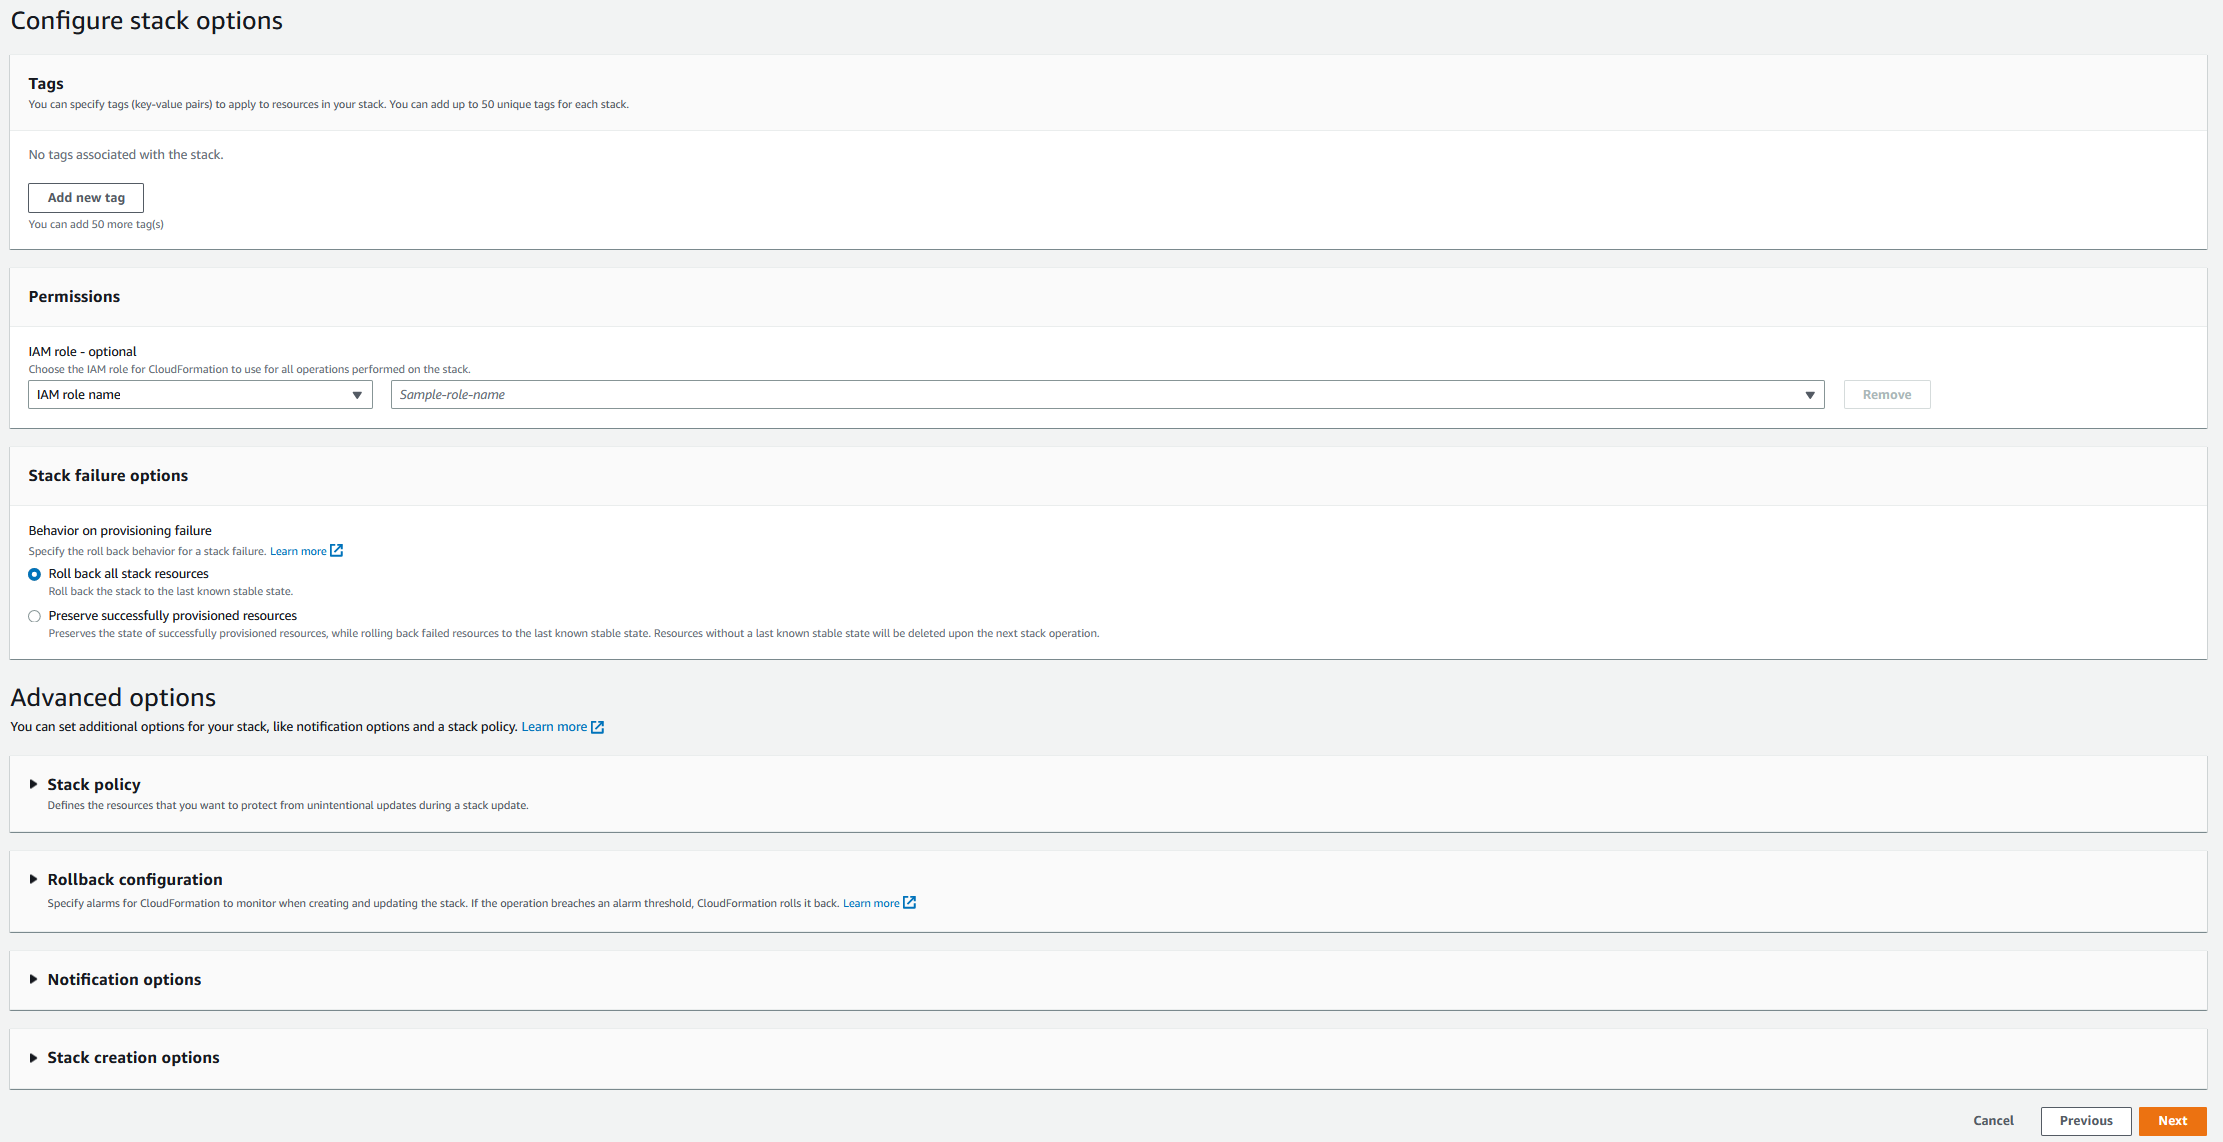 Configure stack options
Tags
You can specify tags (key-value pairs) to apply to resources in your stack. You can add up to 50 unique tags for each stack.
No tags associated with the stack.
Add new tag
You can add 50 more tag(s)
Permissions
IAM role - optional
Choose the IAM role for CloudFormation to use for all operations performed on the stack.
IAM role name
Sample-role-name
Remove
Stack failure options
Behavior on provisioning failure
Specify the roll back behavior for a stack failure. Learn more
Roll back all stack resources
Roll back the stack to the last known stable state.
Preserve successfully provisioned resources
Preserves the state of successfully provisioned resources, while rolling back failed resources to the last known stable state. Resources without a last known stable state will be deleted upon the next stack operation.
Advanced options
You can set additional options for your stack, like notification options and a stack policy. Learn more
Stack policy
Defines the resources that you want to protect from unintentional updates during a stack update.
Rollback configuration
Specify alarms for CloudFormation to monitor when creating and updating the stack. If the operation breaches an alarm threshold, CloudFormation rolls it back. Learn more
Notification options
Stack creation options
Cancel
Previous
Next